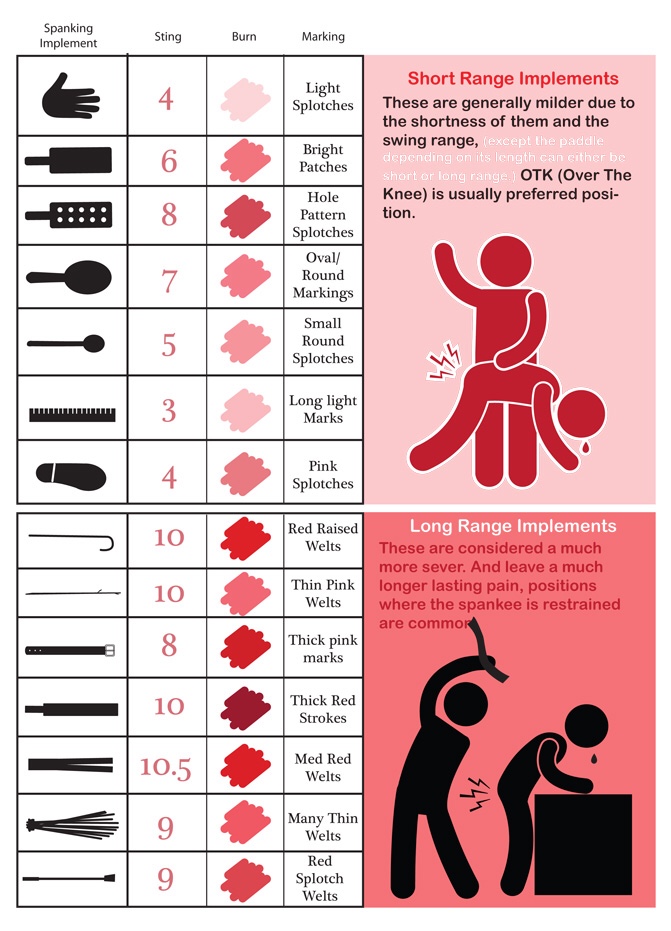 Spanking
Implement
Sting
Burn
Marking
4
Light
Splotches
6
Bright
Patches
8
Hole
Pattern
Splotches
7
Oval/
Round
Markings
5
Small
Round
Splotches
3
Long light
Marks
4
Pink
Splotches
Short Range Implements
These are generally milder due to
the shortness of them and the
swing range, (except the paddle
depending on its length can either be
short or long range.) OTK (Over The
Knee) is usually preferred posi-
tion.
10
Red Raised
Welts
10
Thin Pink
Welts
8
Thick pink
marks
10
Thick Red
Strokes
10.5
Med Red
Welts
9
Many Thin
Welts
9
Red
Splotch
Welts
Long Range Implements
These are considered a much
more sever. And leave a much
longer lasting pain, positions
where the spankee is restrained
are common